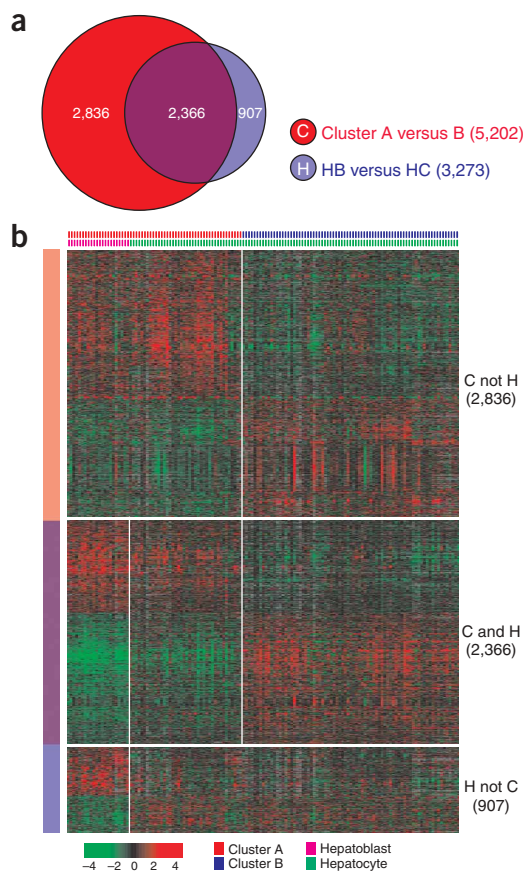 a
2,836
2,366
907
C Cluster A versus B (5,202)
H HB versus HC (3,273)
b
C not H
(2,836)
C and H
(2,366)
H not C
(907)
–4 –2 0 2 4
Cluster A
Cluster B
Hepatoblast
Hepatocyte